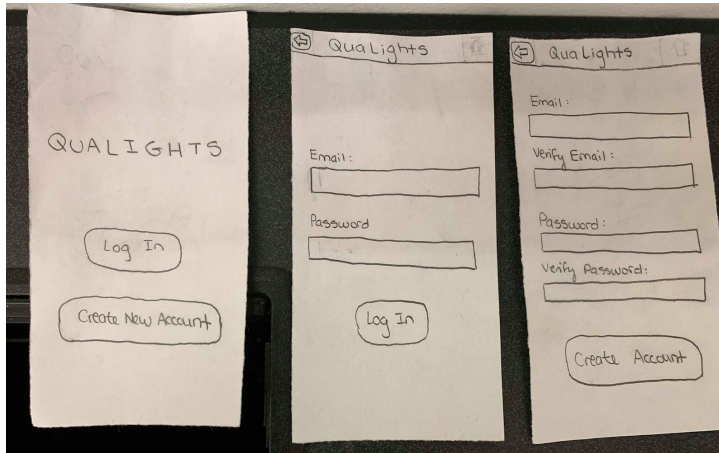 QUALIGHTS
Log In
Create New Account
QuaLights
Email:
Password
Log In
QuaLights
Email:
Verify Email:
Password:
Verify Password:
Create Account